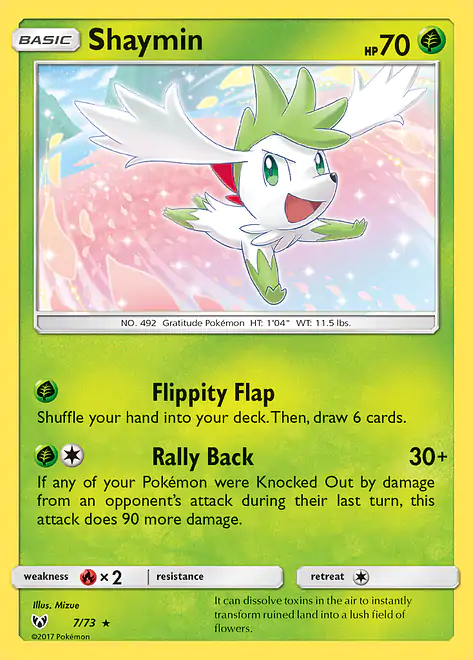 BASIC Shaymin HP 70
NO. 492 Gratitude Pokémon HT: 1'04" WT: 11.5 lbs.
Flippity Flap
Shuffle your hand into your deck. Then, draw 6 cards.
Rally Back 30+
If any of your Pokémon were Knocked Out by damage
from an opponent's attack during their last turn, this
attack does 90 more damage.
weakness × 2 resistance retreat
Illus. Mizue
7/73
©2017 Pokémon
It can dissolve toxins in the air to instantly
transform ruined land into a lush field of
flowers.